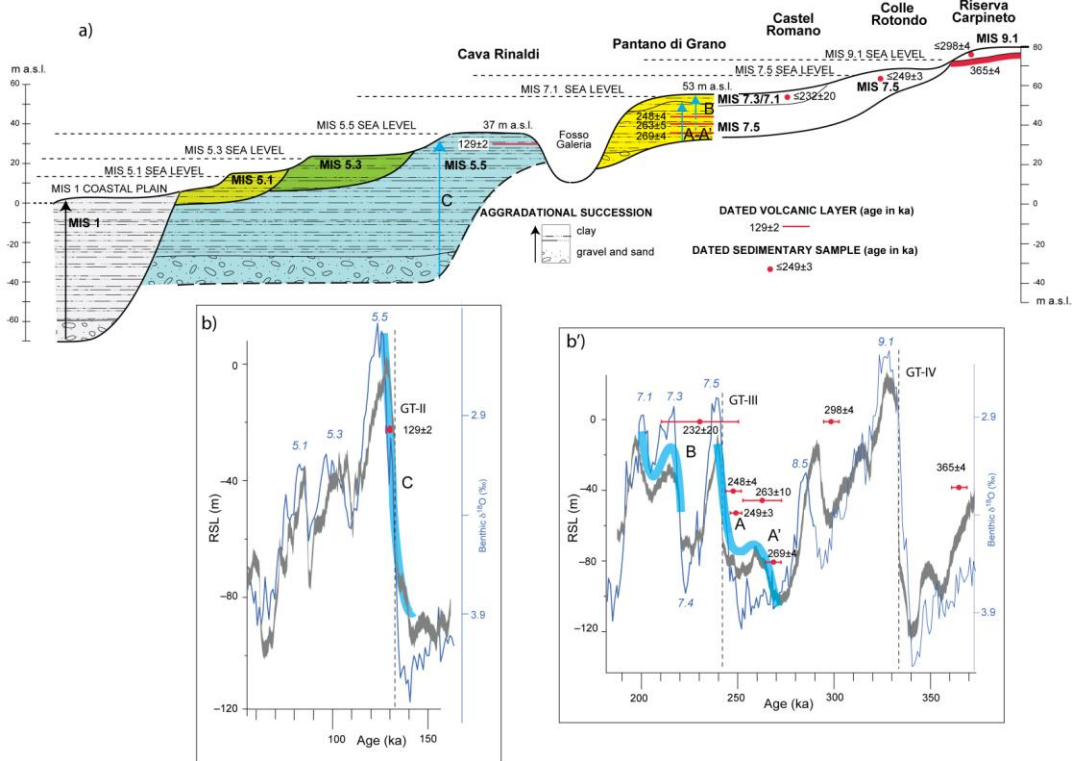 a)
Cava Rinaldi
Pantano di Grano
Castel
Romano
Colle
Rotondo
Riserva
Carpineto
MIS 9.1
≤298±4
365±4
MIS 9.1 SEA LEVEL
MIS 7.5 SEA LEVEL
≤249±3
MIS 7.5
≤232±20
MIS 7.3/7.1
MIS 7.5
53 m a.s.l.
B
248±4
263±5
269±4
A-A'
MIS 7.1 SEA LEVEL
MIS 5.5 SEA LEVEL
37 m a.s.l.
129±2
Fosso
Galeria
MIS 5.3 SEA LEVEL
MIS 5.3
MIS 5.5
MIS 5.1 SEA LEVEL
MIS 5.1
MIS 1 COASTAL PLAIN
MIS 1
C
m a.s.l.
60
40
20
0
-20
-40
-60
80
60
40
20
0
-20
-40
m a.s.l.
AGGRADATIONAL SUCCESSION
clay
gravel and sand
DATED VOLCANIC LAYER (age in ka)
129±2
DATED SEDIMENTARY SAMPLE (age in ka)
≤249±3
b)
5.5
5.1
5.3
GT-II
129±2
C
0
-40
-80
-120
RSL (m)
100
150
Age (ka)
2.9
3.9
Benthic δ¹⁸O (‰)
b')
7.1
7.3
7.5
7.4
8.5
9.1
GT-III
GT-IV
232±20
298±4
248±4
263±10
249±3
269±4
365±4
A
A'
B
0
−40
−80
−120
RSL (m)
200
250
300
350
Age (ka)
2.9
3.9
Benthic δ¹⁸O (‰)